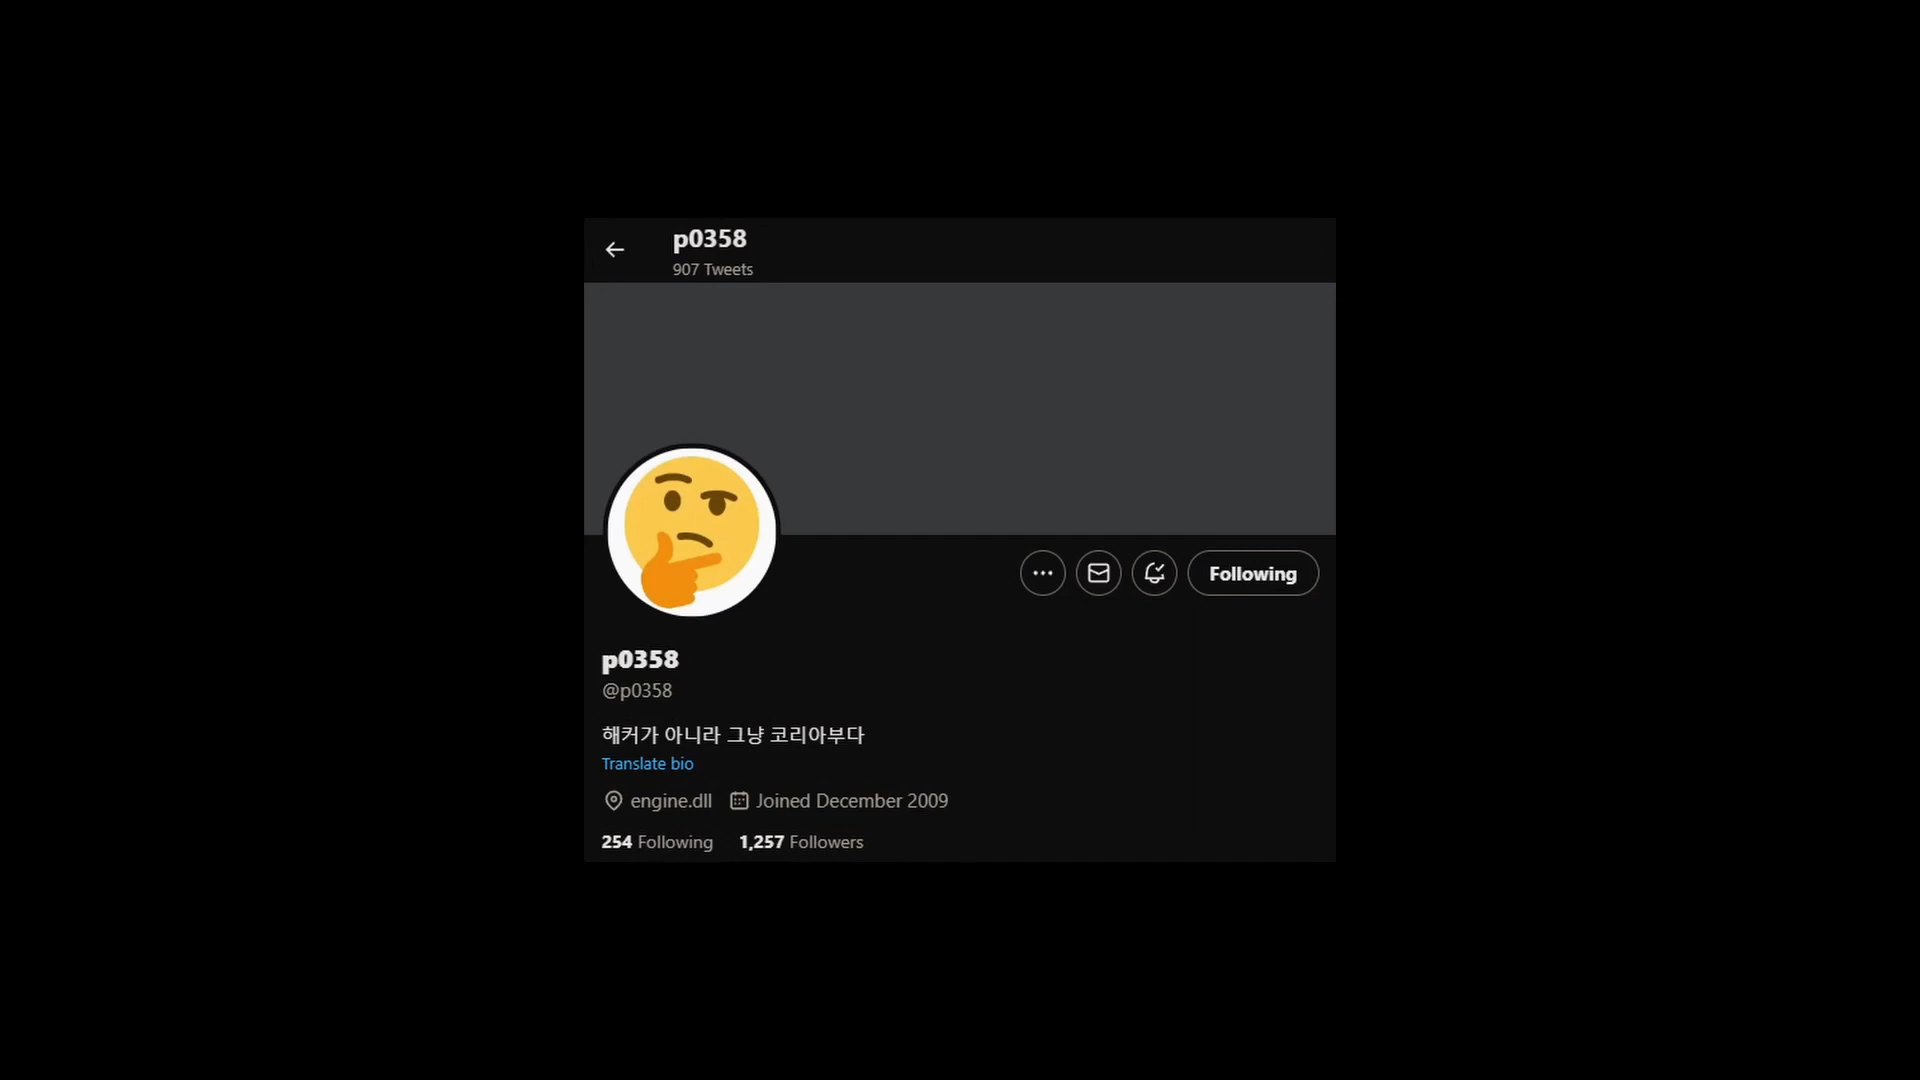 p0358
907 Tweets
Following
p0358
@p0358
해커가 아니라 그냥 코리아부다
Translate bio
engine.dll Joined December 2009
254 Following 1,257 Followers